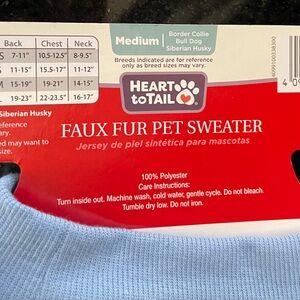 Back Chest Neck
S 7-11" 10.5-12.5" 8-9.5"
11-15" 15.5-17" 11-12"
15-19" 19-21" 14-15"
19-23" 22-23.5" 16-17"
Siberian Husky
may want to
size.
Medium
Border Collie
Bull Dog
Siberian Husky
Breeds indicated are for reference
only as breed sizes may vary.
HEART
to TAIL
FAUX FUR PET SWEATER
Jersey de piel sintética para mascotas
100% Polyester
Care Instructions:
Turn inside out. Machine wash, cold water, gentle cycle. Do not bleach.
Tumble dry low. Do not iron.